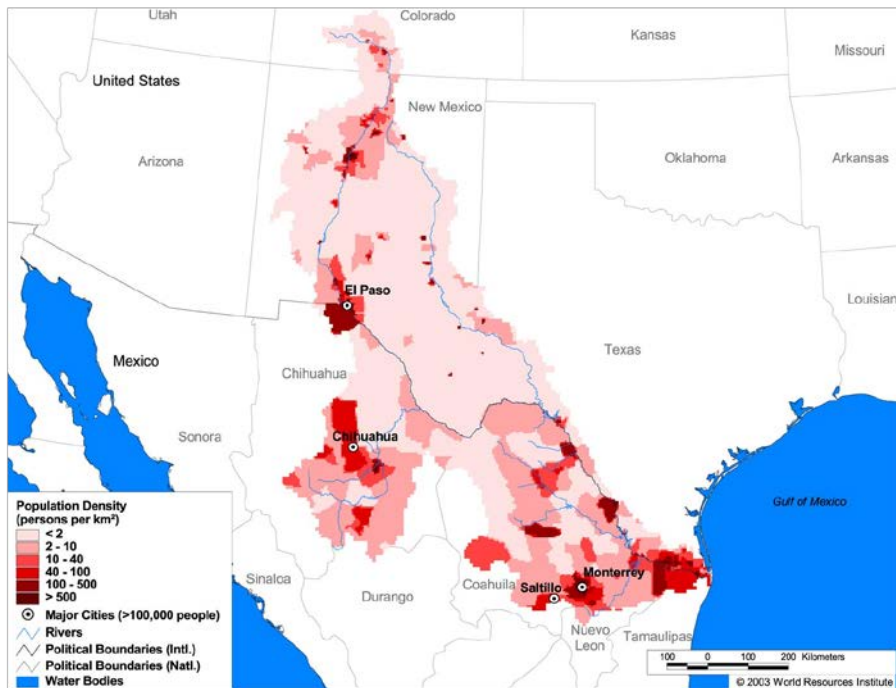 Utah
Colorado
Kansas
Missouri
United States
New Mexico
Arizona
Oklahoma
Arkansas
El Paso
Louisian
Texas
Mexico
Chihuahua
Sonora
Chihuahua
Gulf of Mexico
Population Density
(persons per km²)
< 2
2 - 10
10 - 40
40 - 100
100 - 500
> 500
Major Cities (>100,000 people)
Rivers
Political Boundaries (Intl.)
Political Boundaries (Natl.)
Water Bodies
Sinaloa
Durango
Coahuila
Saltillo
Monterrey
Nuevo
Leon
Tamaulipas
100 0 100 200 Kilometers
© 2003 World Resources Institute